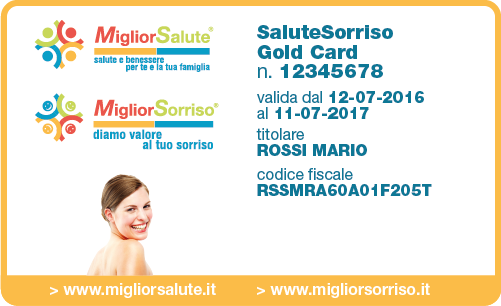 MigliorSalute®
salute e benessere
per te e la tua famiglia
MigliorSorriso®
diamo valore
al tuo sorriso
SaluteSorriso
Gold Card
n. 12345678
valida dal 12-07-2016
al 11-07-2017
titolare
ROSSI MARIO
codice fiscale
RSSMRA60A01F205T
> www.migliorsalute.it
> www.migliorsorriso.it